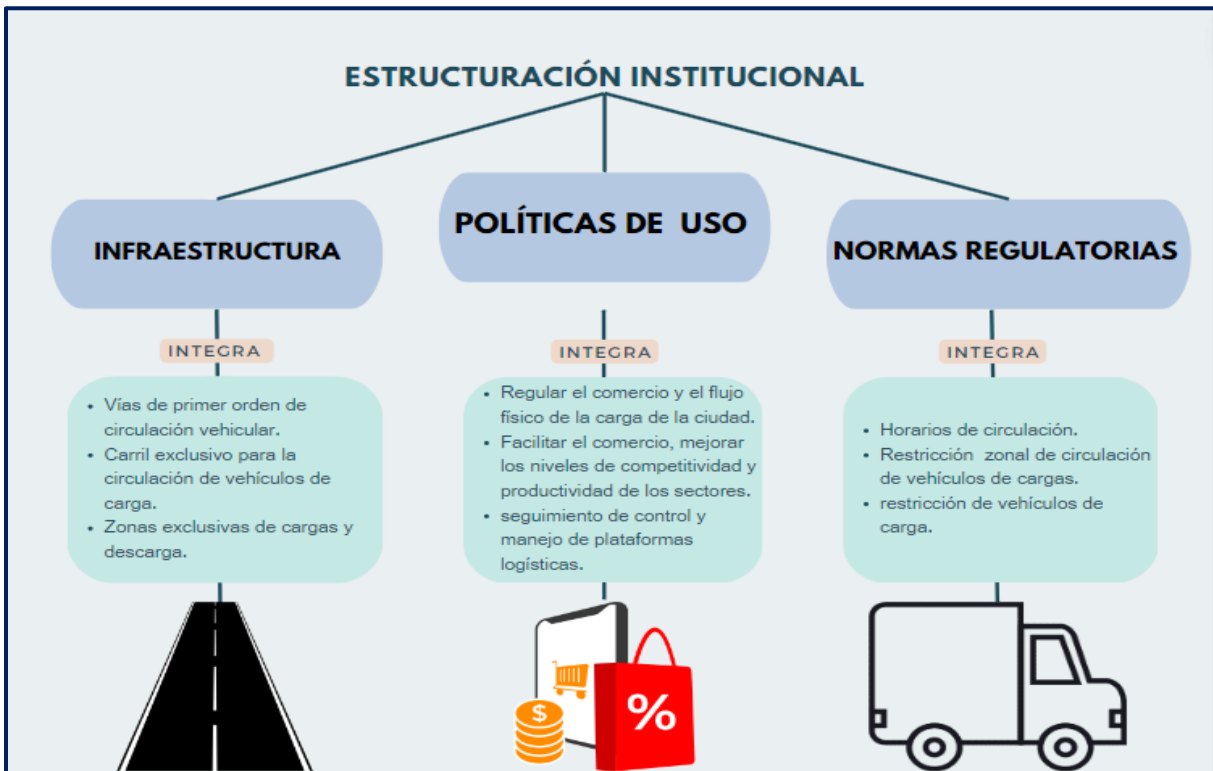 ESTRUCTURACIÓN INSTITUCIONAL
INFRAESTRUCTURA
INTEGRA
• Vías de primer orden de
circulación vehicular.
• Carril exclusivo para la
circulación de vehículos de
carga.
• Zonas exclusivas de cargas y
descarga.
POLÍTICAS DE USO
INTEGRA
• Regular el comercio y el flujo
físico de la carga de la ciudad.
• Facilitar el comercio, mejorar
los niveles de competitividad y
productividad de los sectores.
• seguimiento de control y
manejo de plataformas
logísticas.
$
%
NORMAS REGULATORIAS
INTEGRA
• Horarios de circulación.
• Restricción zonal de circulación
de vehículos de cargas.
• restricción de vehículos de
carga.